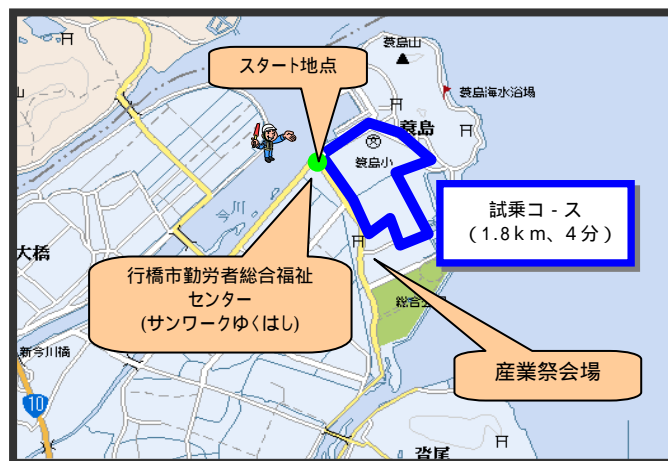 蓑島山
スタート地点
蓑島海水浴場
蓑島
蓑島小
今川
試乗コ-ス
(1.8km、4分)
大橋
行橋市勤労者総合福祉
センター
(サンワークゆくはし)
総合公
新今川橋
産業祭会場
10
沓尾